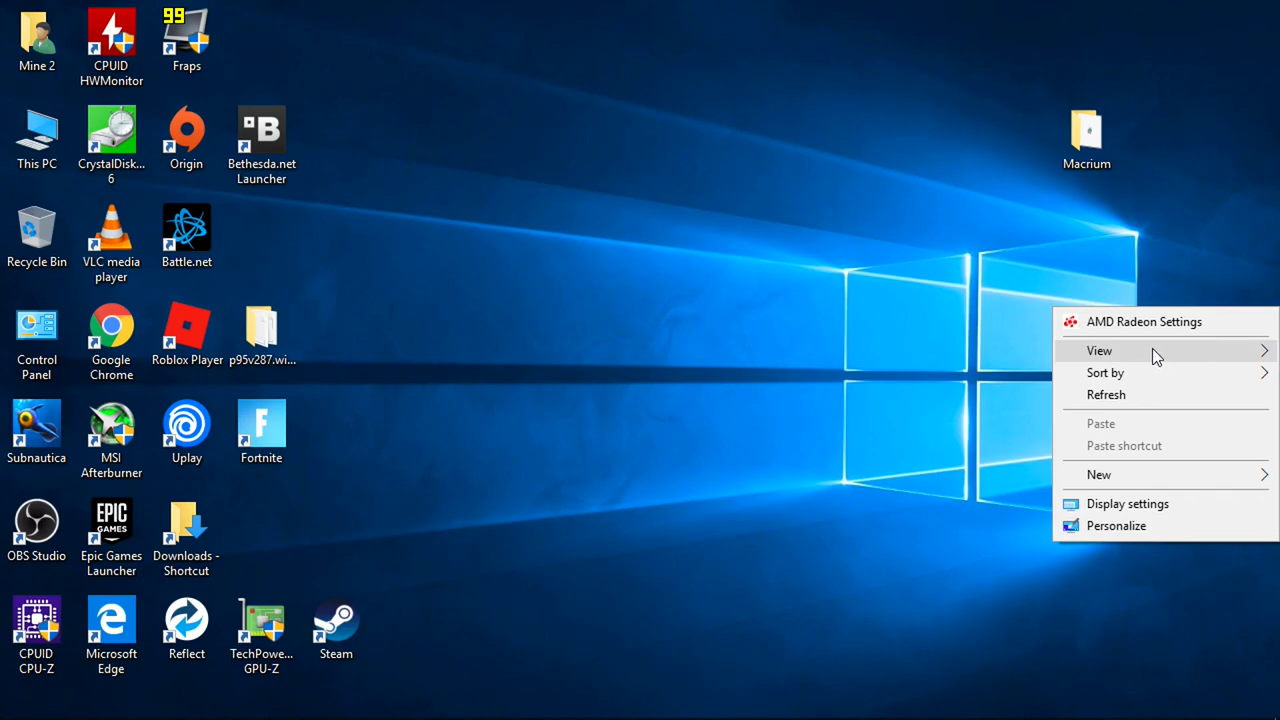 99
Mine 2
CPUID
HWMonitor
Fraps
This PC
CrystalDisk...
6
Origin
B
Bethesda.net
Launcher
Macrium
Recycle Bin
VLC media
player
Battle.net
Control
Panel
Google
Chrome
Roblox Player
p95v287.wi...
Subnautica
MSI
Afterburner
Uplay
F
Fortnite
OBS Studio
EPIC
GAMES
Epic Games
Launcher
Downloads -
Shortcut
CPUID
CPU-Z
Microsoft
Edge
Reflect
TechPowe...
GPU-Z
Steam
AMD Radeon Settings
View
Sort by
Refresh
Paste
Paste shortcut
New
Display settings
Personalize